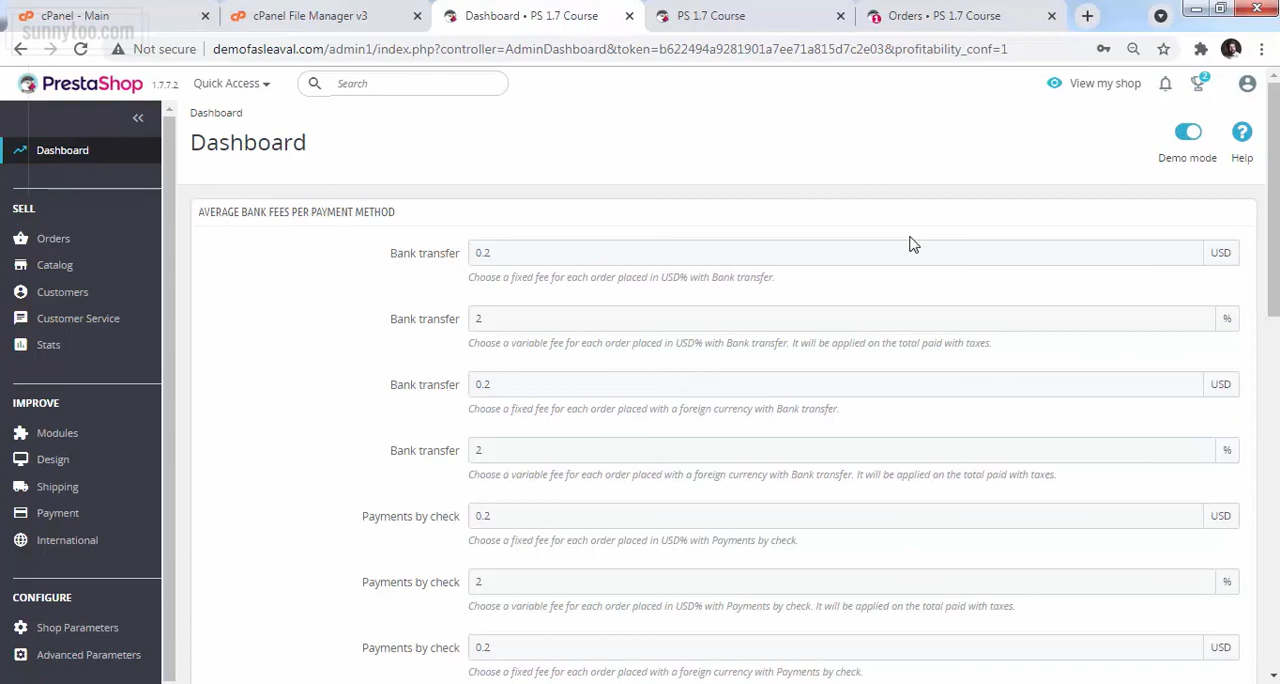 cPanel - Main
cPanel File Manager v3
Dashboard • PS 1.7 Course
PS 1.7 Course
Orders • PS 1.7 Course
sunnytoo.com
Not secure
demofasleaval.com/admin1/index.php?controller=AdminDashboard&token=b622494a9281901a7ee71a815d7c2e03&profitability_conf=1
PrestaShop 1.7.7.2
Quick Access
Search
View my shop
2
Dashboard
Dashboard
Demo mode
Help
Dashboard
SELL
Orders
Catalog
Customers
Customer Service
Stats
IMPROVE
Modules
Design
Shipping
Payment
International
CONFIGURE
Shop Parameters
Advanced Parameters
AVERAGE BANK FEES PER PAYMENT METHOD
Bank transfer 0.2 USD
Choose a fixed fee for each order placed in USD% with Bank transfer.
Bank transfer 2 %
Choose a variable fee for each order placed in USD% with Bank transfer. It will be applied on the total paid with taxes.
Bank transfer 0.2 USD
Choose a fixed fee for each order placed with a foreign currency with Bank transfer.
Bank transfer 2 %
Choose a variable fee for each order placed with a foreign currency with Bank transfer. It will be applied on the total paid with taxes.
Payments by check 0.2 USD
Choose a fixed fee for each order placed in USD% with Payments by check.
Payments by check 2 %
Choose a variable fee for each order placed in USD% with Payments by check. It will be applied on the total paid with taxes.
Payments by check 0.2 USD
Choose a fixed fee for each order placed with a foreign currency with Payments by check.